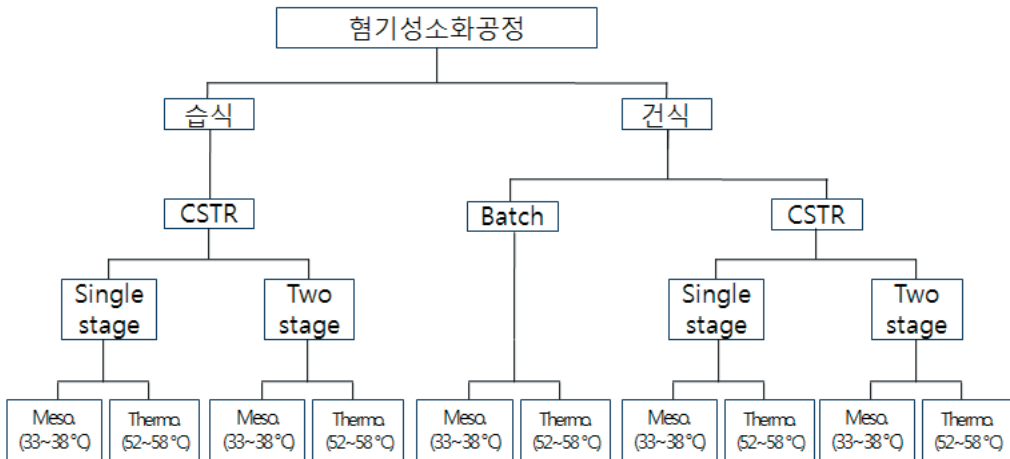 혐기성소화공정
습식
건식
CSTR
Batch
CSTR
Single
stage
Two
stage
Single
stage
Two
stage
Meso.
(33~38℃)
Thermo.
(52~58℃)
Meso.
(33~38℃)
Thermo.
(52~58℃)
Meso.
(33~38℃)
Thermo.
(52~58℃)
Meso.
(33~38℃)
Thermo.
(52~58℃)
Meso.
(33~38℃)
Thermo.
(52~58℃)